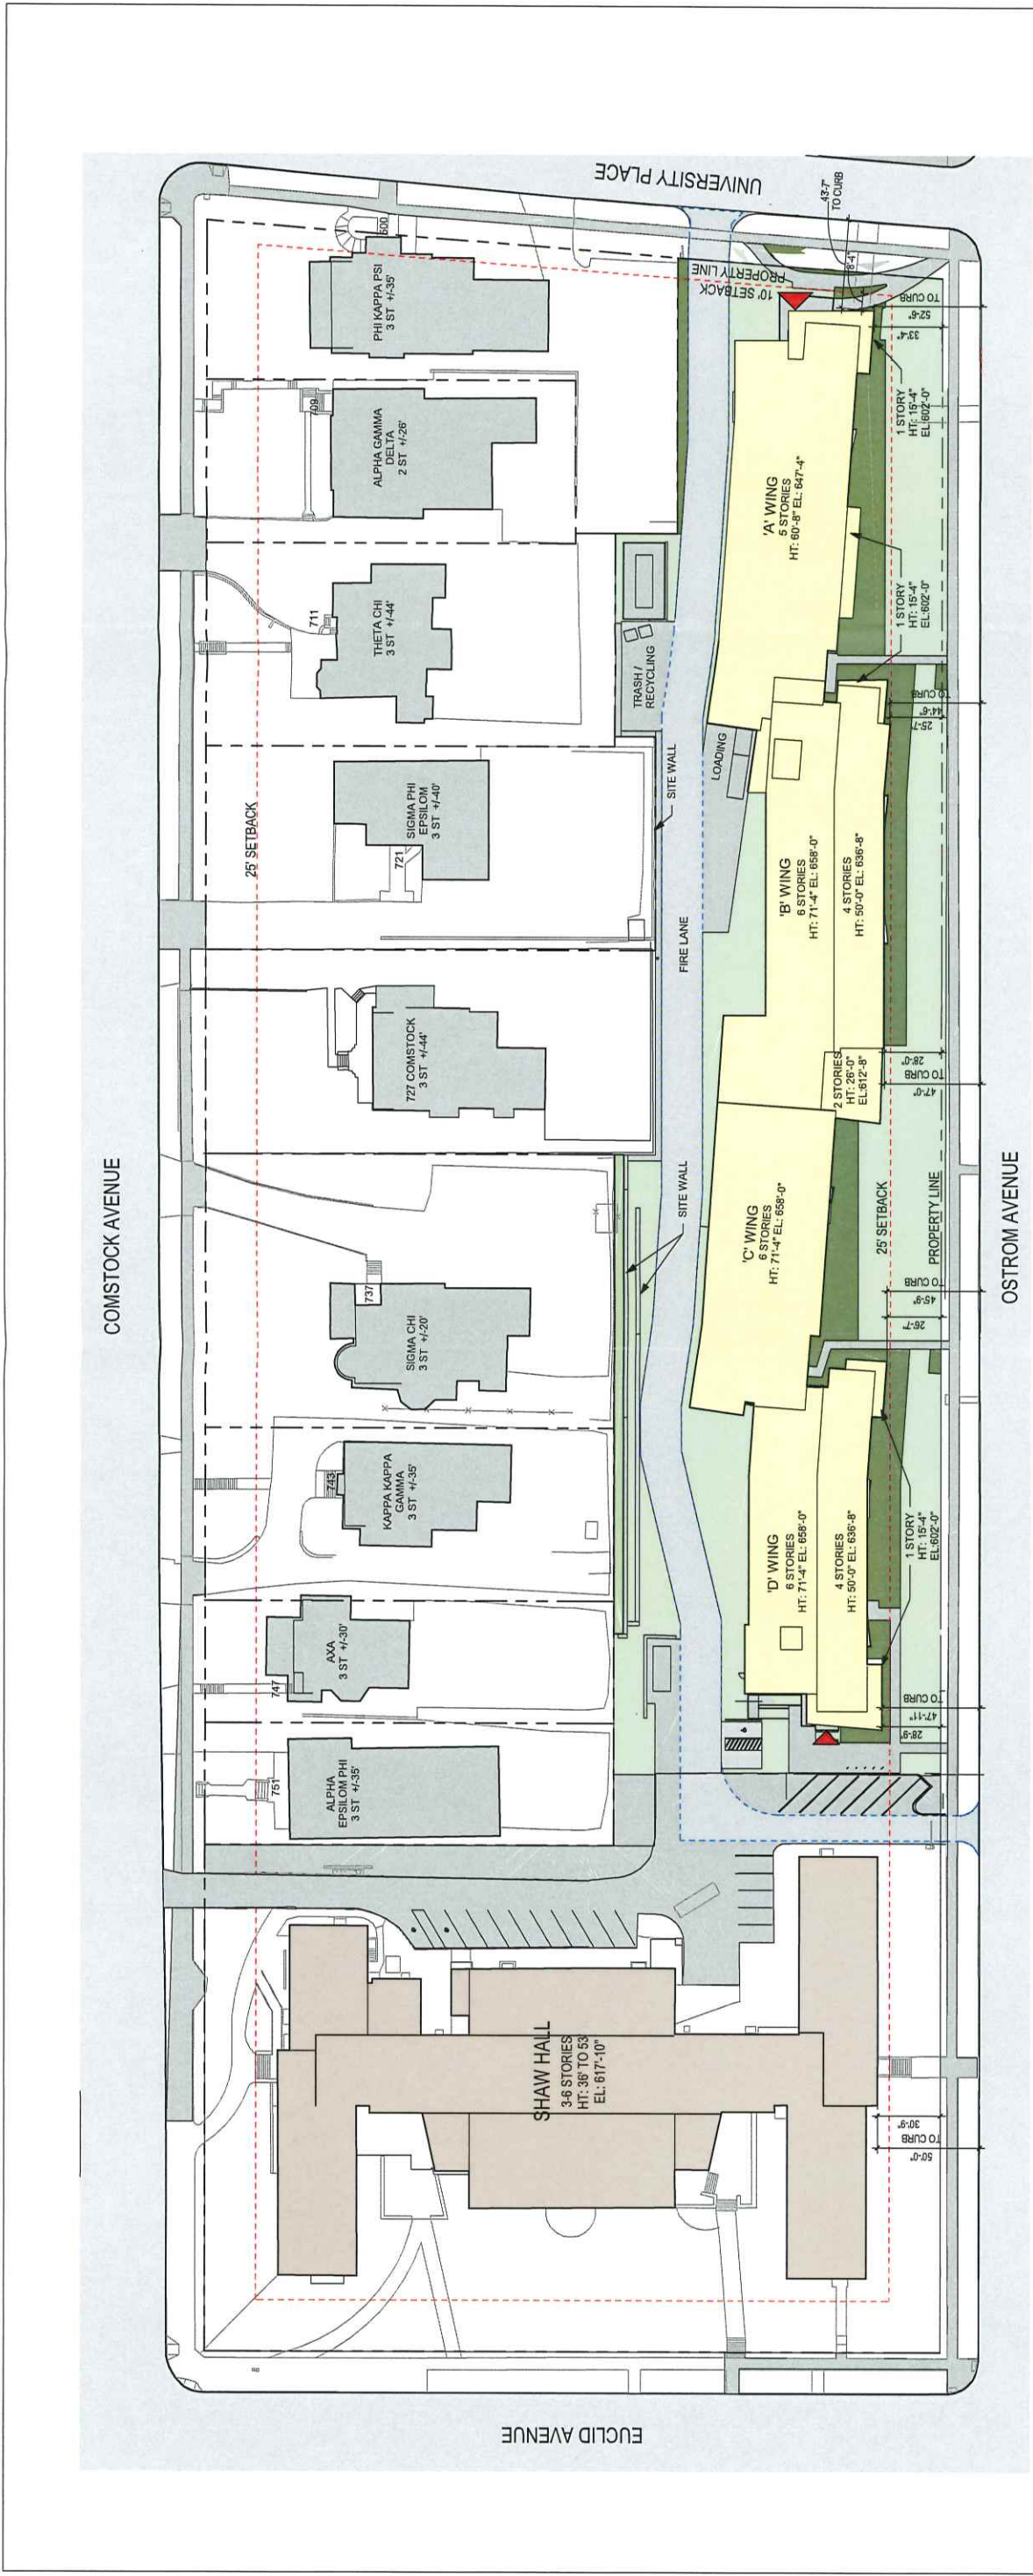 COMSTOCK AVENUE
UNIVERSITY PLACE
EUCLID AVENUE
OSTROM AVENUE
25' SETBACK
600
PHI KAPPA PSI
3 ST +/-35'
709
ALPHA GAMMA
DELTA
2 ST +/-26'
711
THETA CHI
3 ST +/-44'
721
SIGMA PHI
EPSILOM
3 ST +/-40'
727 COMSTOCK
3 ST +/-44'
737
SIGMA CHI
3 ST +/-20'
743
KAPPA KAPPA
GAMMA
3 ST +/-35'
747
AXA
3 ST +/-30'
751
ALPHA
EPSILOM PHI
3 ST +/-35'
SHAW HALL
3-6 STORIES
HT: 36' TO 53'
EL: 617'-10"
TRASH /
RECYCLING
LOADING
SITE WALL
FIRE LANE
SITE WALL
10' SETBACK
PROPERTY LINE
43'-7"
TO CURB
18'-4"
'A' WING
5 STORIES
HT: 60'-8" EL: 647'-4"
1 STORY
HT: 15'-4"
EL:602'-0"
TO CURB
52'-6"
33'-4"
1 STORY
HT: 15'-4"
EL:602'-0"
TO CURB
44'-6"
25'-7"
'B' WING
6 STORIES
HT: 71'-4" EL: 658'-0"
4 STORIES
HT: 50'-0" EL: 636'-8"
2 STORIES
HT: 26'-0"
EL:612'-8"
28'-0"
TO CURB
47'-0"
'C' WING
6 STORIES
HT: 71'-4" EL: 658'-0"
25' SETBACK
PROPERTY LINE
TO CURB
45'-9"
26'-7"
'D' WING
6 STORIES
HT: 71'-4" EL: 658'-0"
4 STORIES
HT: 50'-0" EL: 636'-8"
1 STORY
HT: 15'-4"
EL:602'-0"
TO CURB
47'-11"
28'-9"
30'-9"
TO CURB
50'-0"